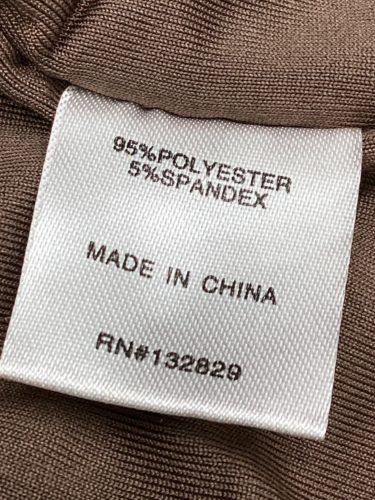 95%POLYESTER
5%SPANDEX
MADE IN CHINA
RN#132829